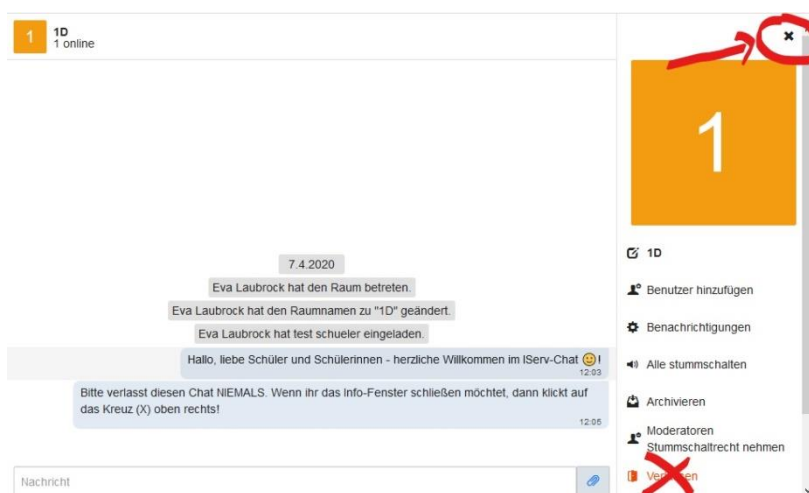 1
1D
1 online
7.4.2020
Eva Laubrock hat den Raum betreten.
Eva Laubrock hat den Raumnamen zu "1D" geändert.
Eva Laubrock hat test schueler eingeladen.
Hallo, liebe Schüler und Schülerinnen - herzliche Willkommen im IServ-Chat 🙂!
12:03
Bitte verlasst diesen Chat NIEMALS. Wenn ihr das Info-Fenster schließen möchtet, dann klickt auf
das Kreuz (X) oben rechts!
12:05
Nachricht
1
1D
Benutzer hinzufügen
Benachrichtigungen
Alle stummschalten
Archivieren
Moderatoren
Stummschaltrecht nehmen